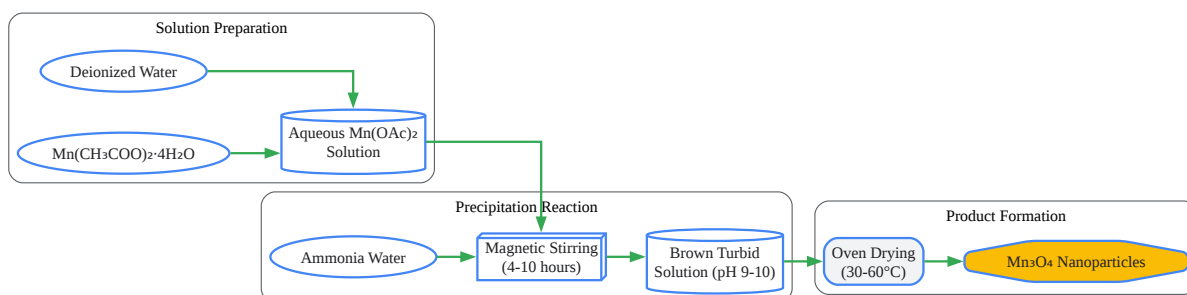 Solution Preparation
Deionized Water
Mn(CH₃COO)₂·4H₂O
Aqueous Mn(OAc)₂
Solution
Precipitation Reaction
Ammonia Water
Magnetic Stirring
(4-10 hours)
Brown Turbid
Solution (pH 9-10)
Product Formation
Oven Drying
(30-60°C)
Mn₃O₄ Nanoparticles